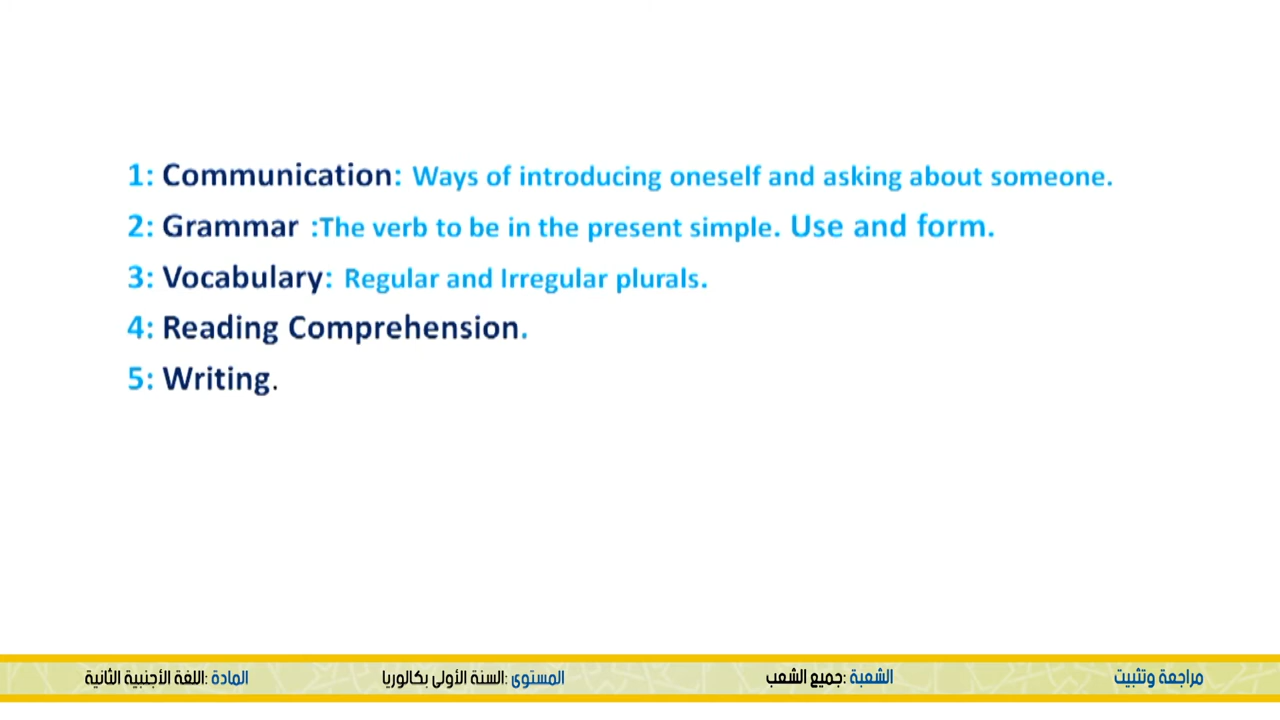 1: Communication: Ways of introducing oneself and asking about someone.
2: Grammar :The verb to be in the present simple. Use and form.
3: Vocabulary: Regular and Irregular plurals.
4: Reading Comprehension.
5: Writing.
مراجعة وتثبيت الشعبة :جميع الشعب المستوى :السنة الأولى بكالوريا المادة :اللغة الأجنبية الثانية